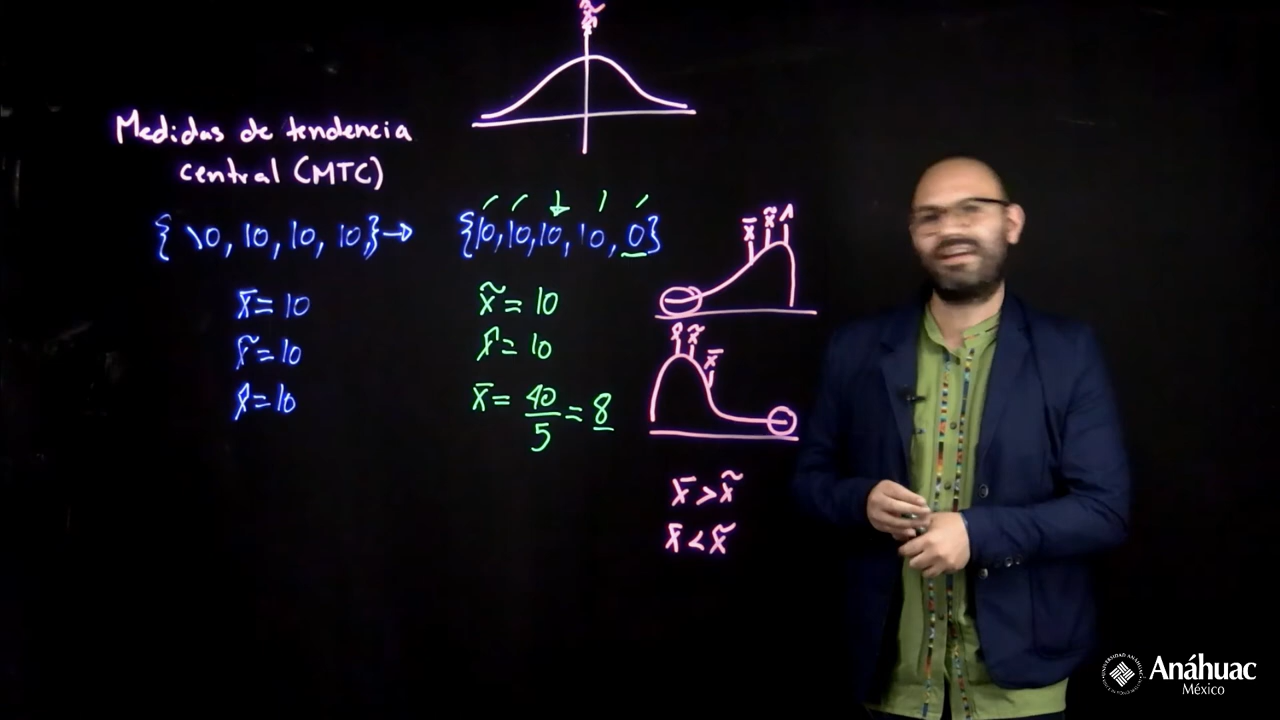 Medidas de tendencia
central (MTC)
{10, 10, 10, 10,}→
x̄ = 10
x̃ = 10
x̂ = 10
{10, 10, 10, 10, 0}
x̃ = 10
x̂ = 10
x̄ = 40/5 = 8
x̄ x̃
x̂ x̃ x̄
x̄ > x̃
x̄ < x̃
Anáhuac
México